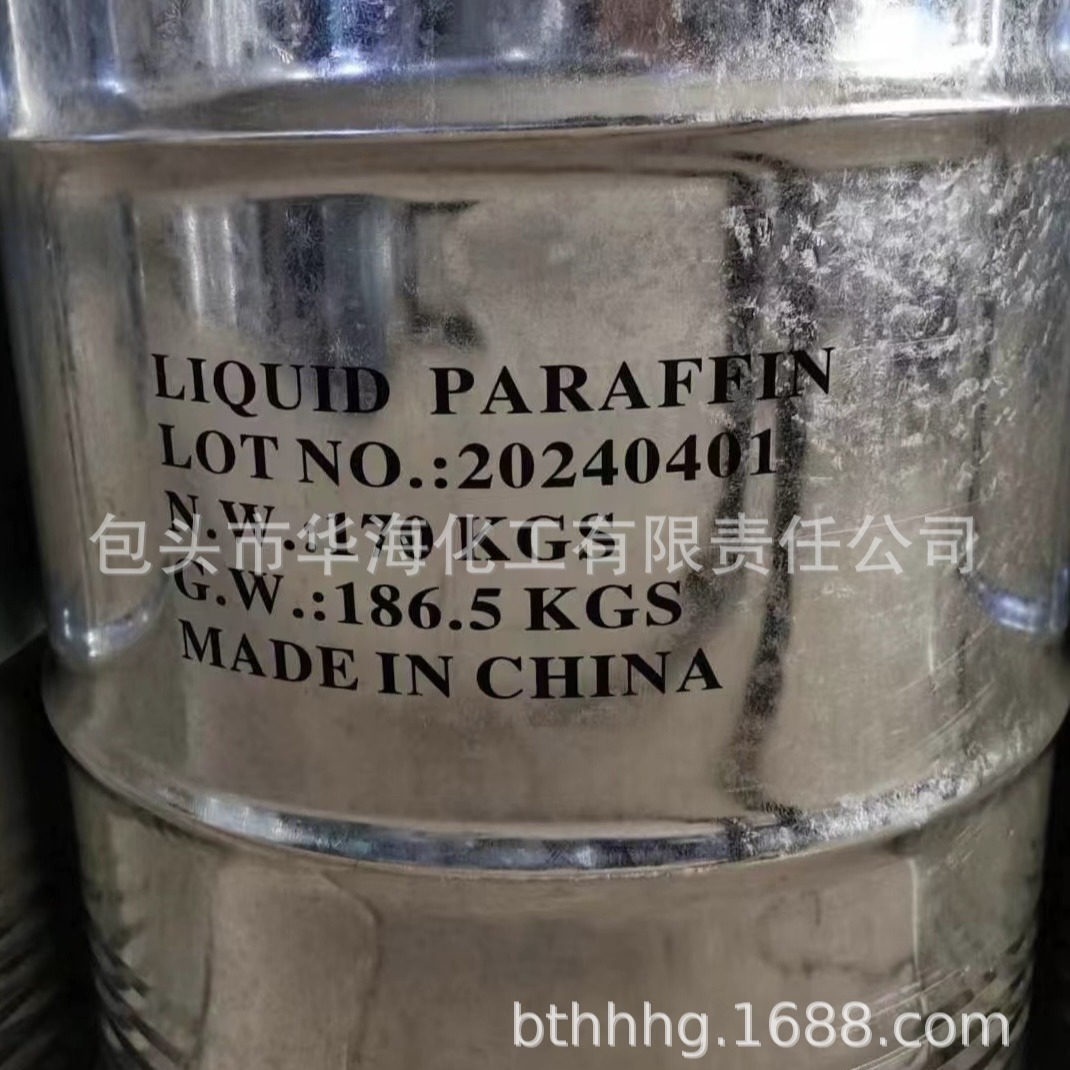 LIQUID PARAFFIN
LOT NO.:20240401
N.W.:170 KGS
包头市华海化工有限责任公司
G.W.:186.5 KGS
MADE IN CHINA
bthhhg.1688.com